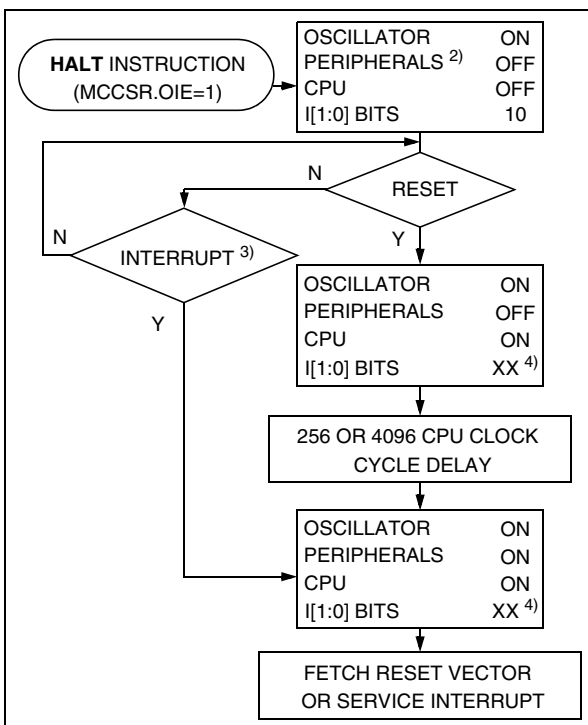 HALT INSTRUCTION
(MCCSR.OIE=1)
OSCILLATOR ON
PERIPHERALS 2) OFF
CPU OFF
I[1:0] BITS 10
RESET
N
Y
INTERRUPT 3)
N
Y
OSCILLATOR ON
PERIPHERALS OFF
CPU ON
I[1:0] BITS XX 4)
256 OR 4096 CPU CLOCK
CYCLE DELAY
OSCILLATOR ON
PERIPHERALS ON
CPU ON
I[1:0] BITS XX 4)
FETCH RESET VECTOR
OR SERVICE INTERRUPT